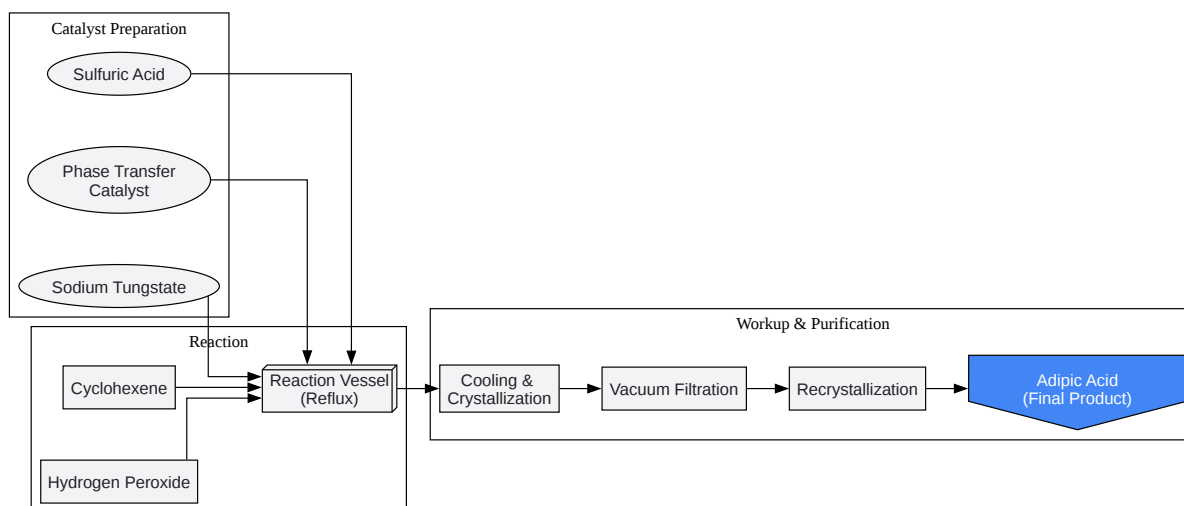 Catalyst Preparation
Sulfuric Acid
Phase Transfer
Catalyst
Sodium Tungstate
Reaction
Cyclohexene
Hydrogen Peroxide
Reaction Vessel
(Reflux)
Workup & Purification
Cooling &
Crystallization
Vacuum Filtration
Recrystallization
Adipic Acid
(Final Product)